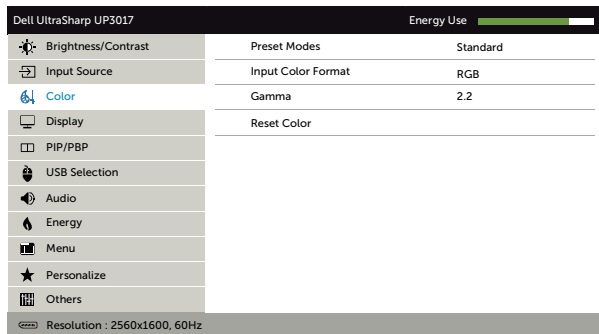 Dell UltraSharp UP3017 Energy Use
Brightness/Contrast Preset Modes Standard
Input Source Input Color Format RGB
Color Gamma 2.2
Display Reset Color
PIP/PBP
USB Selection
Audio
Energy
Menu
Personalize
Others
Resolution : 2560x1600, 60Hz